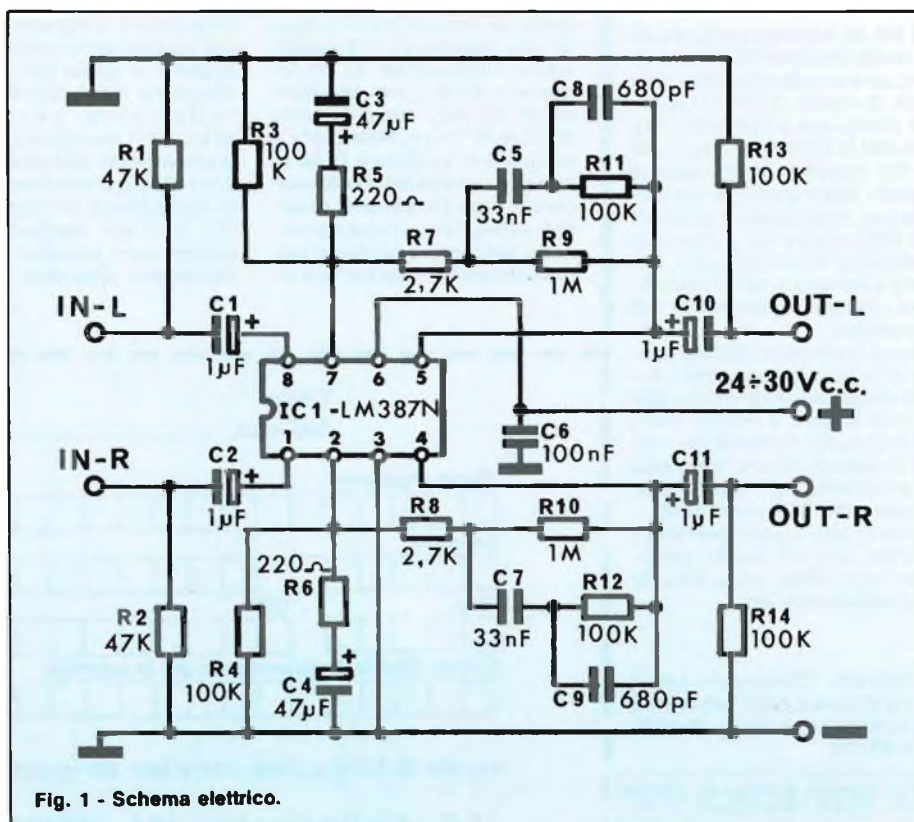 C3
47µF
C8
680pF
R1
47K
R3
100
K
R5
220Ω
C5
33nF
R11
100K
R13
100K
R7
2,7K
R9
1M
IN-L
C1
1µF
C10
1µF
OUT-L
8 7 6 5
24÷30V c.c.
+
IC1-LM387N
1 2 3 4
C6
100nF
IN-R
C2
1µF
C11
1µF
OUT-R
R8
2,7K
R10
1M
220Ω
R6
C7
33nF
R12
100K
R2
47K
R4
100K
C4
47µF
C9
680pF
R14
100K
Fig. 1 - Schema elettrico.